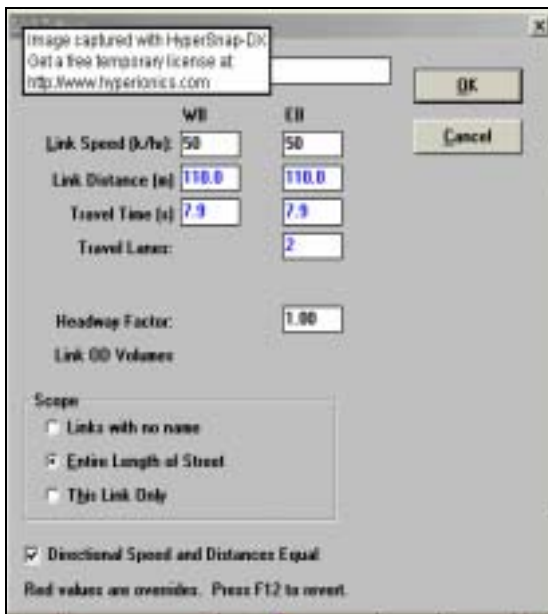 Image captured with HyperSnap-DX
Get a free temporary license at
http://www.hyperionics.com
OK
WB EB
Link Speed (k/hr): 50 50
Cancel
Link Distance (m) 110.0 110.0
Travel Time (s) 7.9 7.9
Travel Lanes: 2
Headway Factor: 1.00
Link OD Volumes
Scope
Links with no name
Entire Length of Street
This Link Only
Directional Speed and Distances Equal
Red values are overrides. Press F12 to revert.